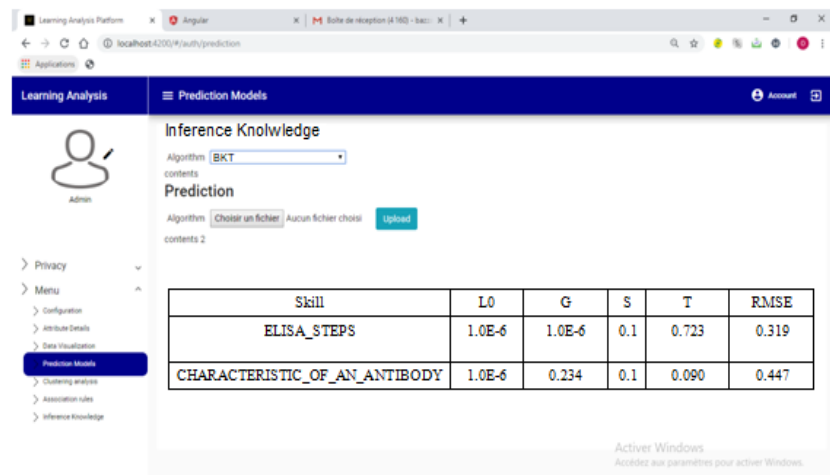 Learning Analysis Platform
Angular
Boîte de réception (4 160) - bacc
localhost:4200/#/auth/prediction
Applications
Learning Analysis
Prediction Models
Account
Admin
Privacy
Menu
Configuration
Attribute Details
Data Visualization
Prediction Models
Clustering analysis
Association rules
Inference Knowledge
Inference Knolwledge
Algorithm BKT
contents
Prediction
Algorithm Choisir un fichier Aucun fichier choisi Upload
contents 2
Skill L0 G S T RMSE
ELISA_STEPS 1.0E-6 1.0E-6 0.1 0.723 0.319
CHARACTERISTIC_OF_AN_ANTIBODY 1.0E-6 0.234 0.1 0.090 0.447
Activer Windows
Accédez aux paramètres pour activer Windows.